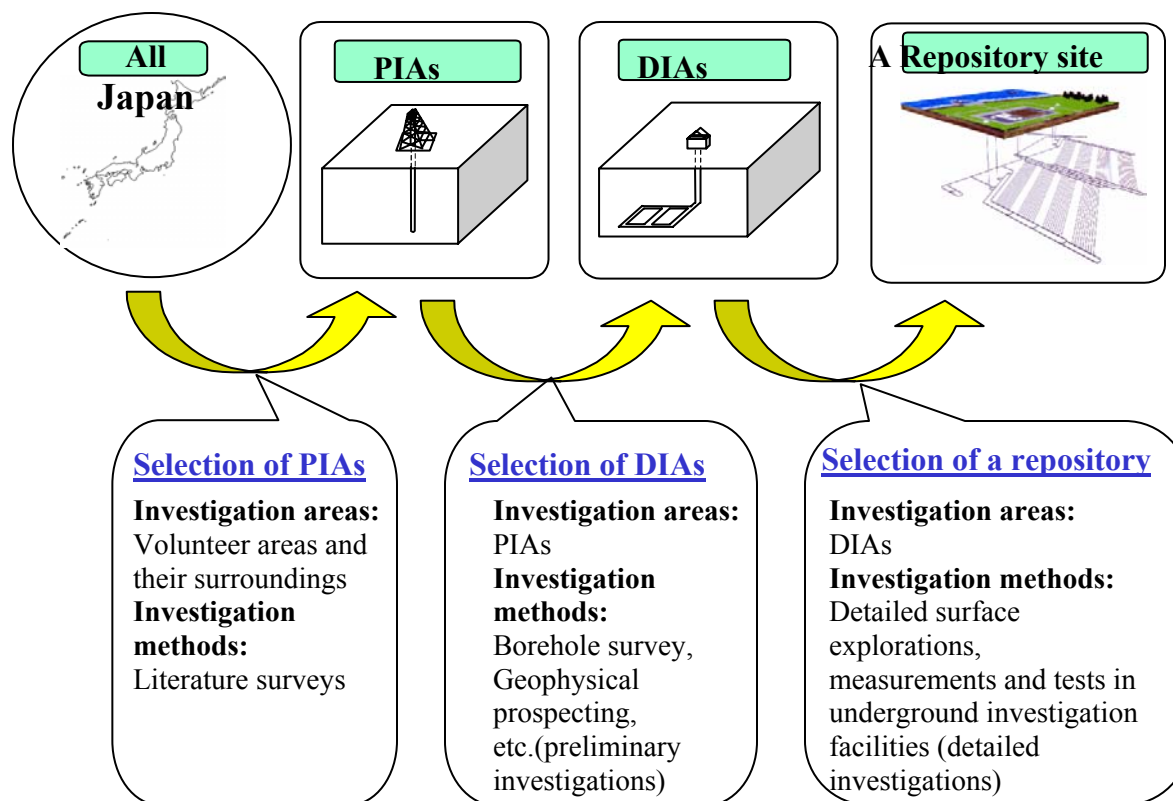 All
Japan
PIAs
DIAs
A Repository site
Selection of PIAs
Investigation areas:
Volunteer areas and
their surroundings
Investigation
methods:
Literature surveys
Selection of DIAs
Investigation areas:
PIAs
Investigation
methods:
Borehole survey,
Geophysical
prospecting,
etc.(preliminary
investigations)
Selection of a repository
Investigation areas:
DIAs
Investigation methods:
Detailed surface
explorations,
measurements and tests in
underground investigation
facilities (detailed
investigations)